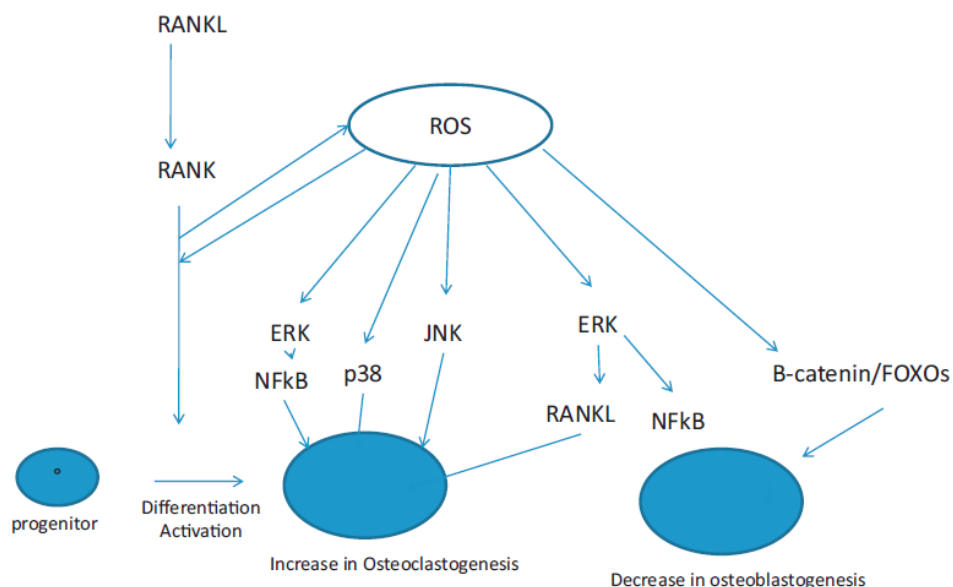 RANKL
ROS
RANK
ERK
JNK
ERK
NFkB
p38
B-catenin/FOXOs
RANKL
NFkB
progenitor
Differentiation
Activation
Increase in Osteoclastogenesis
Decrease in osteoblastogenesis